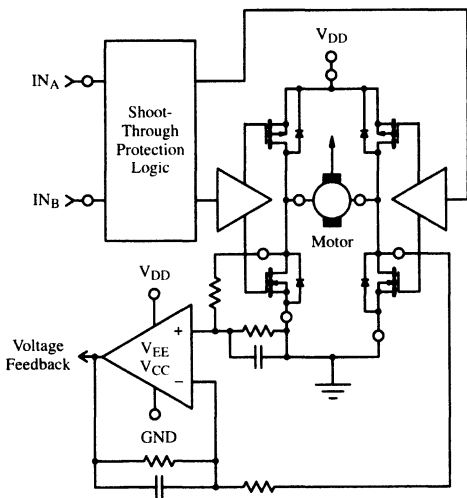 V_DD
IN_A
Shoot-
Through
Protection
Logic
IN_B
Motor
V_DD
Voltage
Feedback
+
V_EE
V_CC
−
GND